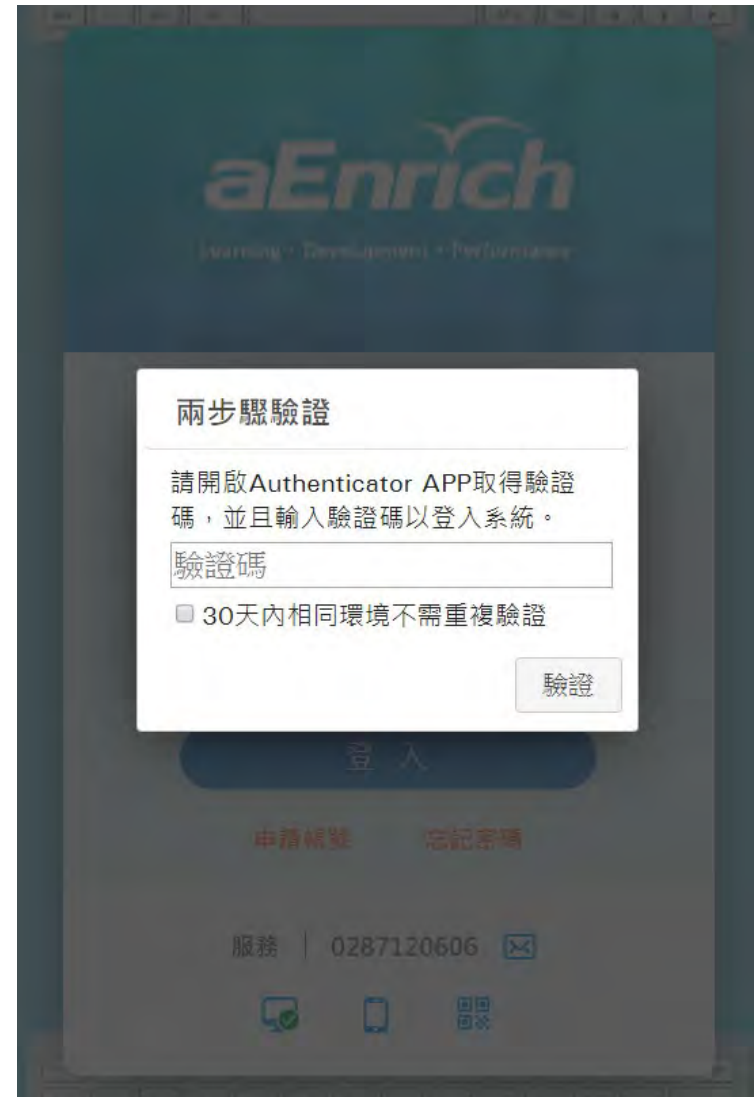 aEnrich
Learning • Development • Performance
兩步驟驗證
請開啟Authenticator APP取得驗證
碼，並且輸入驗證碼以登入系統。
驗證碼
30天內相同環境不需重複驗證
驗證
登 入
申請帳號 忘記密碼
服務 | 0287120606